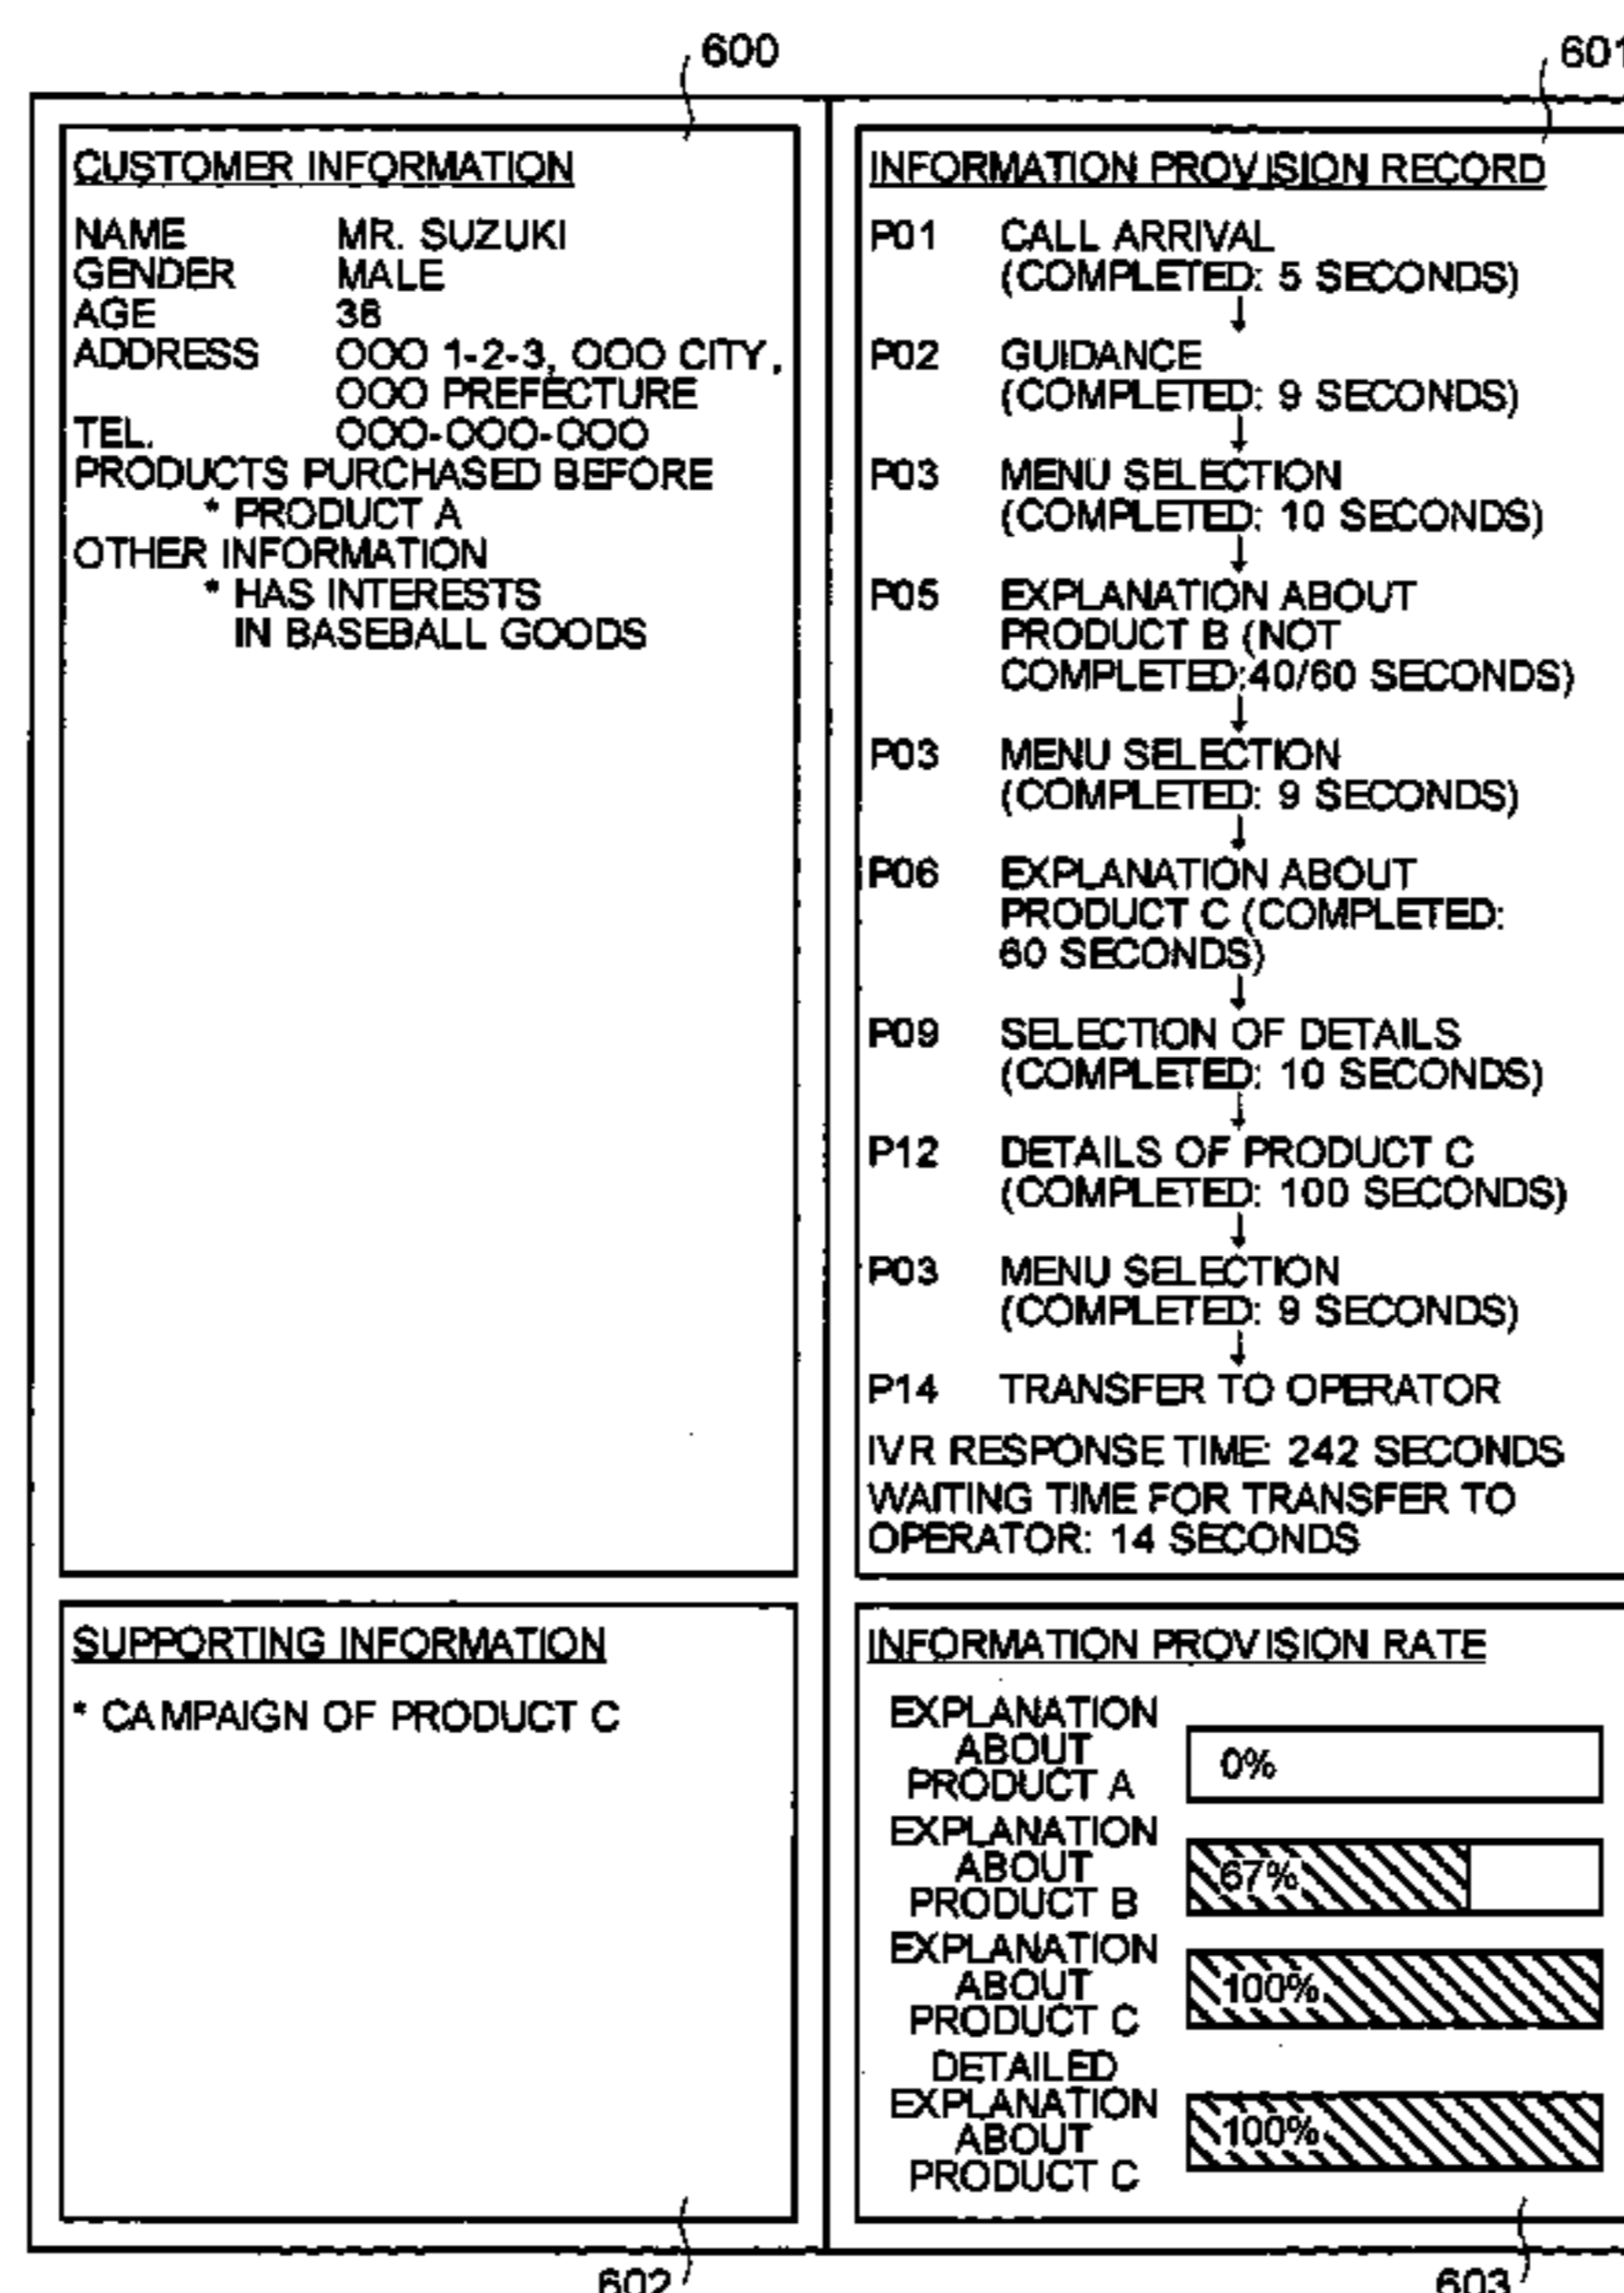 600
601
CUSTOMER INFORMATION
NAME MR. SUZUKI
GENDER MALE
AGE 38
ADDRESS OOO 1-2-3, OOO CITY,
OOO PREFECTURE
TEL. OOO-OOO-OOO
PRODUCTS PURCHASED BEFORE
* PRODUCT A
OTHER INFORMATION
* HAS INTERESTS
IN BASEBALL GOODS
INFORMATION PROVISION RECORD
P01 CALL ARRIVAL
(COMPLETED: 5 SECONDS)
P02 GUIDANCE
(COMPLETED: 9 SECONDS)
P03 MENU SELECTION
(COMPLETED: 10 SECONDS)
P05 EXPLANATION ABOUT
PRODUCT B (NOT
COMPLETED:40/60 SECONDS)
P03 MENU SELECTION
(COMPLETED: 9 SECONDS)
P06 EXPLANATION ABOUT
PRODUCT C (COMPLETED:
60 SECONDS)
P09 SELECTION OF DETAILS
(COMPLETED: 10 SECONDS)
P12 DETAILS OF PRODUCT C
(COMPLETED: 100 SECONDS)
P03 MENU SELECTION
(COMPLETED: 9 SECONDS)
P14 TRANSFER TO OPERATOR
IVR RESPONSE TIME: 242 SECONDS
WAITING TIME FOR TRANSFER TO
OPERATOR: 14 SECONDS
SUPPORTING INFORMATION
* CAMPAIGN OF PRODUCT C
INFORMATION PROVISION RATE
EXPLANATION
ABOUT
PRODUCT A
0%
EXPLANATION
ABOUT
PRODUCT B
67%
EXPLANATION
ABOUT
PRODUCT C
100%
DETAILED
EXPLANATION
ABOUT
PRODUCT C
100%
602
603